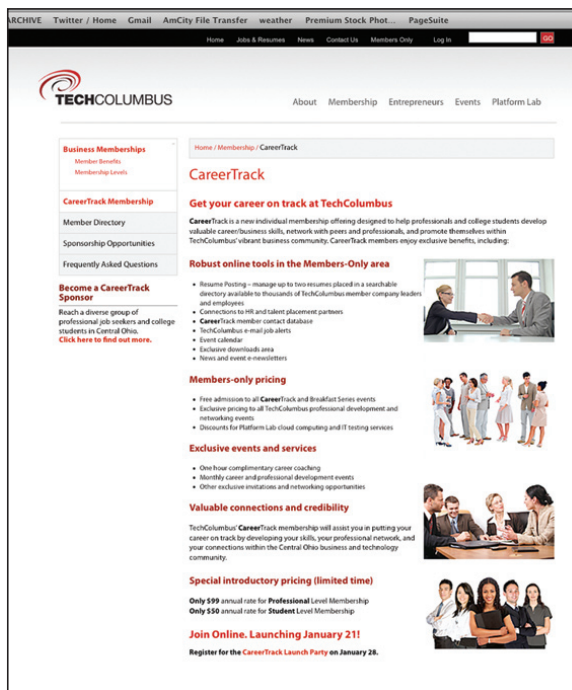 ARCHIVE Twitter / Home Gmail AmCity File Transfer weather Premium Stock Phot... PageSuite
Home Jobs & Resumes News Contact Us Members Only Log In GO
TECHCOLUMBUS
About Membership Entrepreneurs Events Platform Lab
Business Memberships
Member Benefits
Membership Levels
CareerTrack Membership
Member Directory
Sponsorship Opportunities
Frequently Asked Questions
Become a CareerTrack
Sponsor
Reach a diverse group of
professional job seekers and college
students in Central Ohio.
Click here to find out more.
Home / Membership / CareerTrack
CareerTrack
Get your career on track at TechColumbus
CareerTrack is a new individual membership offering designed to help professionals and college students develop
valuable career/business skills, network with peers and professionals, and promote themselves within
TechColumbus' vibrant business community. CareerTrack members enjoy exclusive benefits, including:
Robust online tools in the Members-Only area
• Resume Posting – manage up to two resumes placed in a searchable
directory available to thousands of TechColumbus member company leaders
and employees
• Connections to HR and talent placement partners
• CareerTrack member contact database
• TechColumbus e-mail job alerts
• Event calendar
• Exclusive downloads area
• News and event e-newsletters
Members-only pricing
• Free admission to all CareerTrack and Breakfast Series events
• Exclusive pricing to all TechColumbus professional development and
networking events
• Discounts for Platform Lab cloud computing and IT testing services
Exclusive events and services
• One hour complimentary career coaching
• Monthly career and professional development events
• Other exclusive invitations and networking opportunities
Valuable connections and credibility
TechColumbus' CareerTrack membership will assist you in putting your
career on track by developing your skills, your professional network, and
your connections within the Central Ohio business and technology
community.
Special introductory pricing (limited time)
Only $99 annual rate for Professional Level Membership
Only $50 annual rate for Student Level Membership
Join Online. Launching January 21!
Register for the CareerTrack Launch Party on January 28.